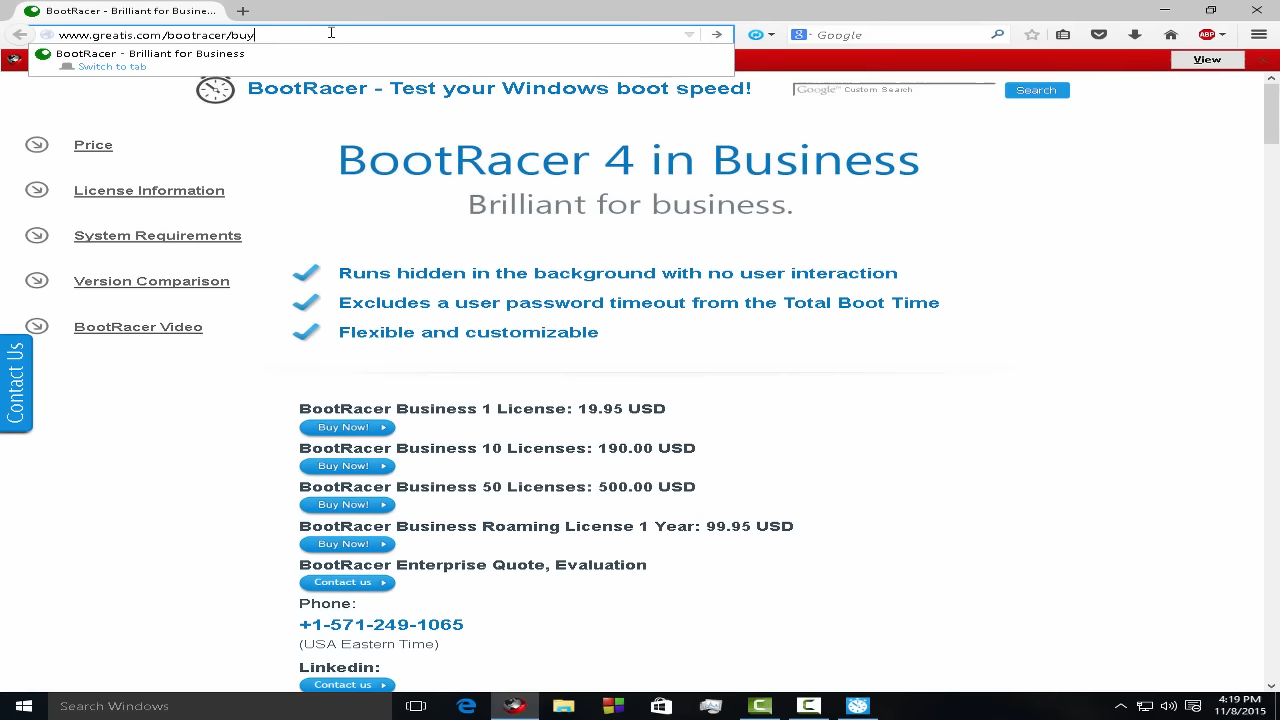 BootRacer - Brilliant for Busine...
www.greatis.com/bootracer/buy
Google
ABP
BootRacer - Brilliant for Business
Switch to tab
View
BootRacer - Test your Windows boot speed!
Google™ Custom Search
Search
Price
License Information
System Requirements
Version Comparison
BootRacer Video
Contact Us
BootRacer 4 in Business
Brilliant for business.
Runs hidden in the background with no user interaction
Excludes a user password timeout from the Total Boot Time
Flexible and customizable
BootRacer Business 1 License: 19.95 USD
Buy Now!
BootRacer Business 10 Licenses: 190.00 USD
Buy Now!
BootRacer Business 50 Licenses: 500.00 USD
Buy Now!
BootRacer Business Roaming License 1 Year: 99.95 USD
Buy Now!
BootRacer Enterprise Quote, Evaluation
Contact us
Phone:
+1-571-249-1065
(USA Eastern Time)
Linkedin:
Contact us
Search Windows
4:19 PM
11/8/2015